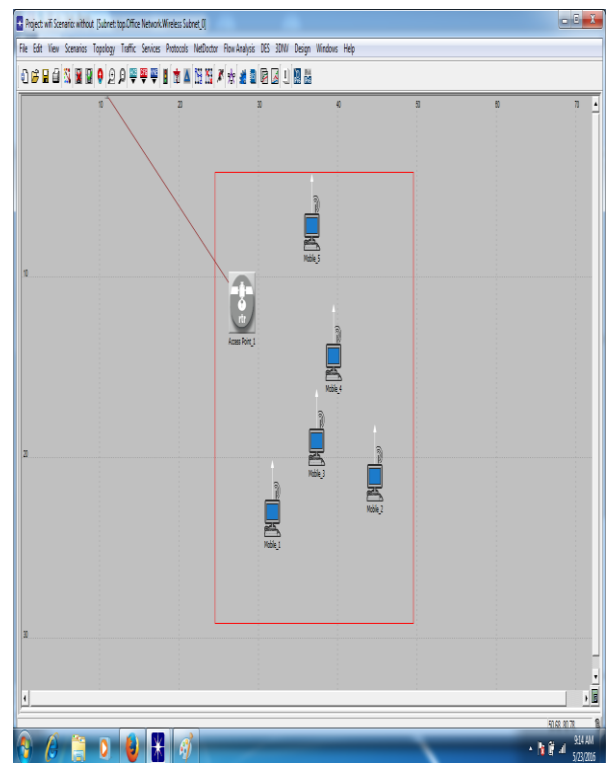 Project: wifi Scenario: without [Subnet: top.Office Network.Wireless Subnet_0]
File Edit View Scenarios Topology Traffic Services Protocols NetDoctor Flow Analysis DES 3DNV Design Windows Help
10 20 30 40 50 60 70
Mobile_5
10
rtr
Access Point_1
Mobile_4
20
Mobile_3
Mobile_2
Mobile_1
30
9:14 AM
5/23/2016